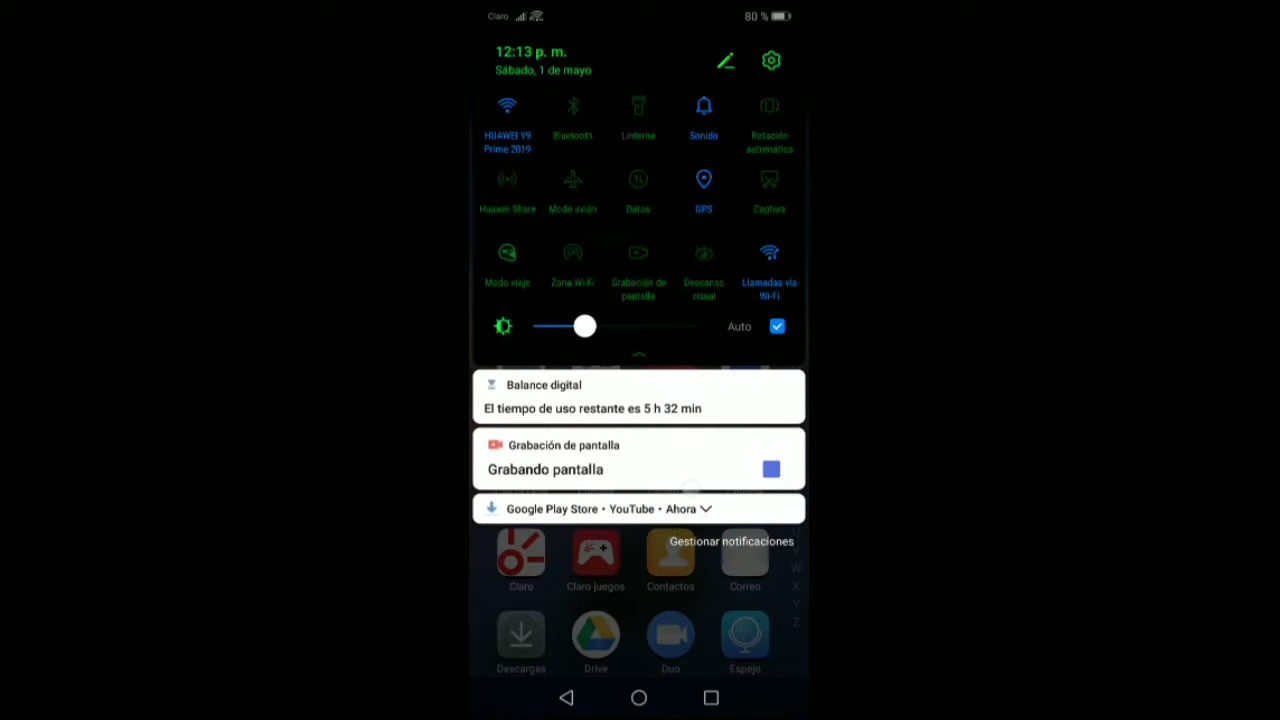 Claro
80 %
12:13 p. m.
Sábado, 1 de mayo
HUAWEI Y9
Prime 2019
Bluetooth
Linterna
Sonido
Rotación
automática
Huawei Share
Modo avión
Datos
GPS
Captura
Modo viaje
Zona Wi-Fi
Grabación de
pantalla
Descanso
visual
Llamadas vía
Wi-Fi
Auto
Balance digital
El tiempo de uso restante es 5 h 32 min
Grabación de pantalla
Grabando pantalla
Google Play Store • YouTube • Ahora
Gestionar notificaciones
Claro
Claro juegos
Contactos
Correo
W
X
Y
Z
Descargas
Drive
Duo
Espejo